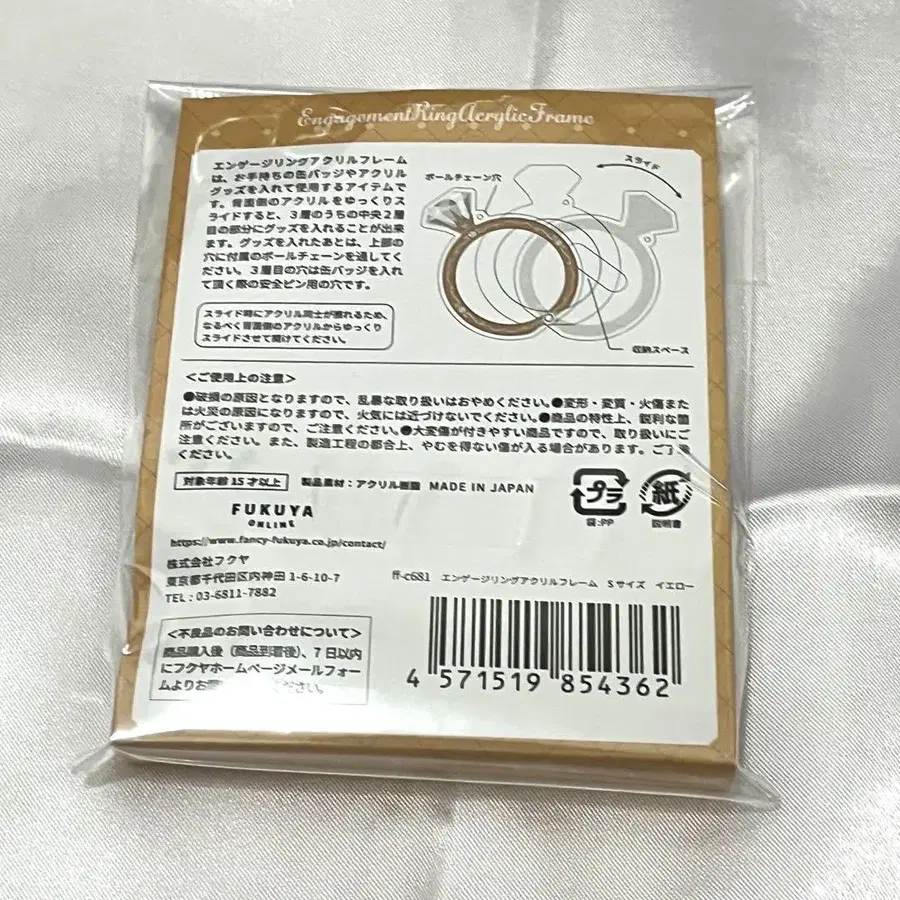 EngagementRingAcrylicFrame
エンゲージリングアクリルフレーム
は、お手持ちの缶バッジやアクリル
グッズを入れて使用するアイテムで
す。背面側のアクリルをゆっくりス
ライドすると、3層のうちの中央2層
目の部分にグッズを入れることが出来
ます。グッズを入れたあとは、上部の
穴に付属のボールチェーンを通してく
ださい。3層目の穴は缶バッジを入れ
て頂く際の安全ピン用の穴です。
スライド時にアクリル同士が擦れるため、
なるべく背面側のアクリルからゆっくり
スライドさせて開けてください。
ボールチェーン穴
スライド
収納スペース
<ご使用上の注意>
●破損の原因となりますので、乱暴な取り扱いはおやめください。●変形・変質・火傷また
は火災の原因になりますので、火気には近づけないでください。●商品の特性上、鋭利な箇
所がございますので、ご注意ください。●大変傷が付きやすい商品ですので、取り扱いにご
注意ください。また、製造工程の都合上、やむを得ない傷が入る場合があります。ご了承
ください。
対象年齢15才以上
製品素材:アクリル樹脂 MADE IN JAPAN
プラ
袋:PP
紙
説明書
FUKUYA
ONLINE
https://www.fancy-fukuya.co.jp/contact/
株式会社フクヤ
東京都千代田区内神田1-6-10-7
TEL:03-6811-7882
ff-c681 エンゲージリングアクリルフレーム Sサイズ イエロー
4 571519 854362
<不良品のお問い合わせについて>
商品購入後(商品到着後)、7日以内
にフクヤホームページメールフォー
ムよりお ください。